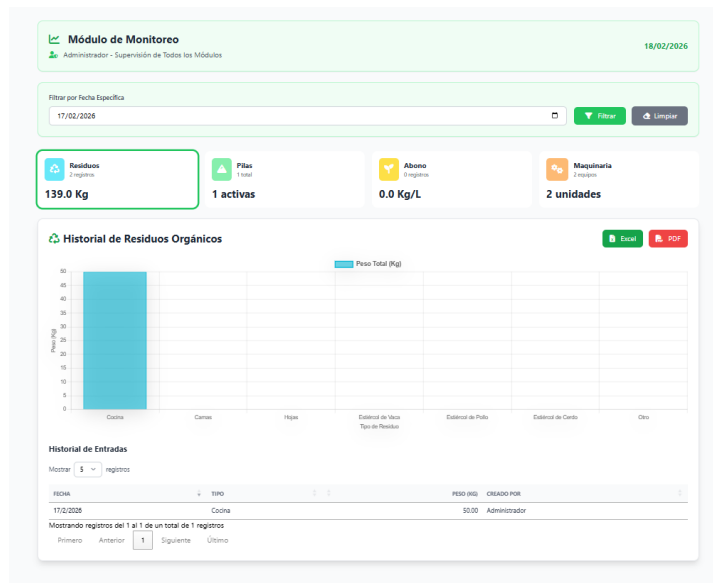 Módulo de Monitoreo
Administrador - Supervisión de Todos los Módulos
18/02/2026
Filtrar por Fecha Específica
17/02/2026
Filtrar
Limpiar
Residuos
2 registros
139.0 Kg
Pilas
1 total
1 activas
Abono
0 registros
0.0 Kg/L
Maquinaria
2 equipos
2 unidades
Historial de Residuos Orgánicos
Excel
PDF
Peso Total (Kg)
Peso (Kg)
50
45
40
35
30
25
20
15
10
5
0
Cocina Camas Hojas Estiércol de Vaca Estiércol de Pollo Estiércol de Cerdo Otro
Tipo de Residuo
Historial de Entradas
Mostrar 5 registros
FECHA TIPO PESO (KG) CREADO POR
17/2/2026 Cocina 50.00 Administrador
Mostrando registros del 1 al 1 de un total de 1 registros
Primero Anterior 1 Siguiente Último